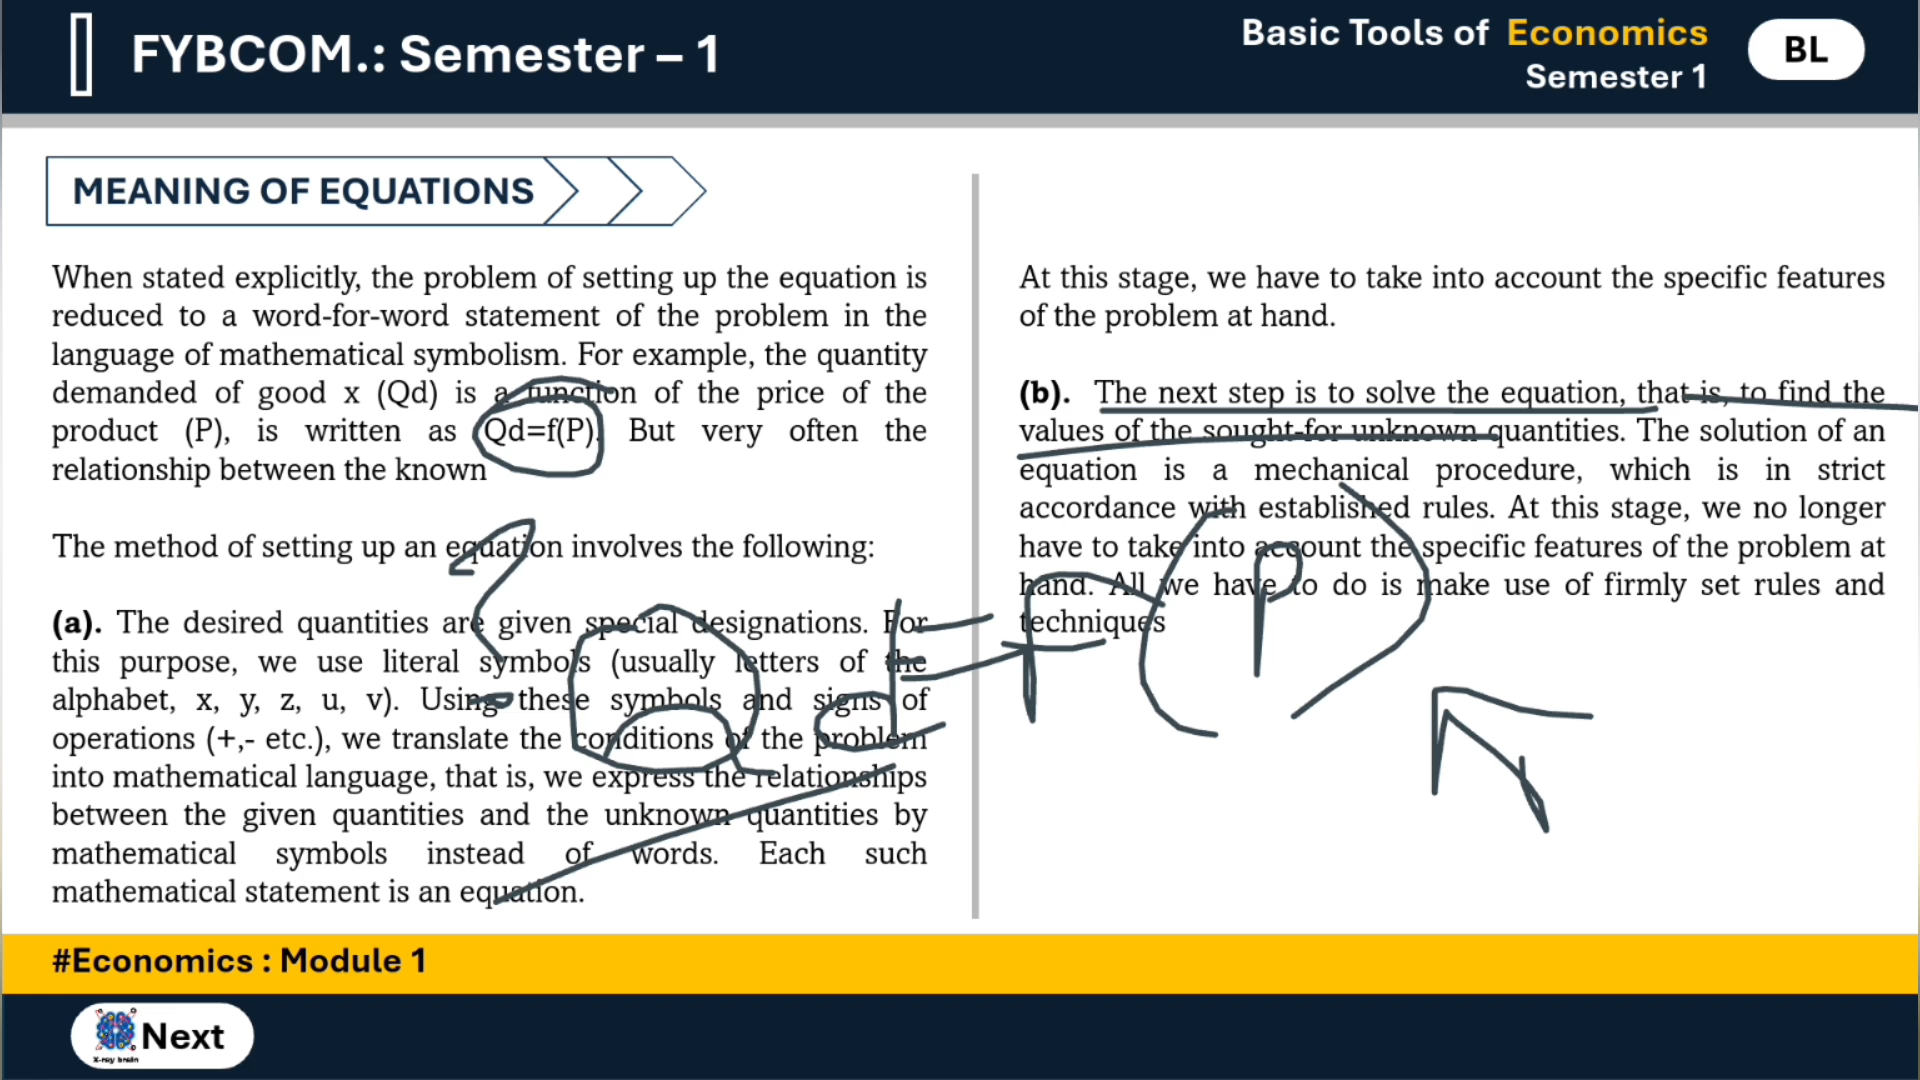 FYBCOM.: Semester – 1
Basic Tools of Economics
Semester 1
BL
MEANING OF EQUATIONS
When stated explicitly, the problem of setting up the equation is
reduced to a word-for-word statement of the problem in the
language of mathematical symbolism. For example, the quantity
demanded of good x (Qd) is a function of the price of the
product (P), is written as Qd=f(P). But very often the
relationship between the known
The method of setting up an equation involves the following:
(a). The desired quantities are given special designations. For
this purpose, we use literal symbols (usually letters of the
alphabet, x, y, z, u, v). Using these symbols and signs of
operations (+,- etc.), we translate the conditions of the problem
into mathematical language, that is, we express the relationships
between the given quantities and the unknown quantities by
mathematical symbols instead of words. Each such
mathematical statement is an equation.
At this stage, we have to take into account the specific features
of the problem at hand.
(b). The next step is to solve the equation, that is, to find the
values of the sought-for unknown quantities. The solution of an
equation is a mechanical procedure, which is in strict
accordance with established rules. At this stage, we no longer
have to take into account the specific features of the problem at
hand. All we have to do is make use of firmly set rules and
techniques
Qd=f(P)
#Economics : Module 1
X-ray brain
Next